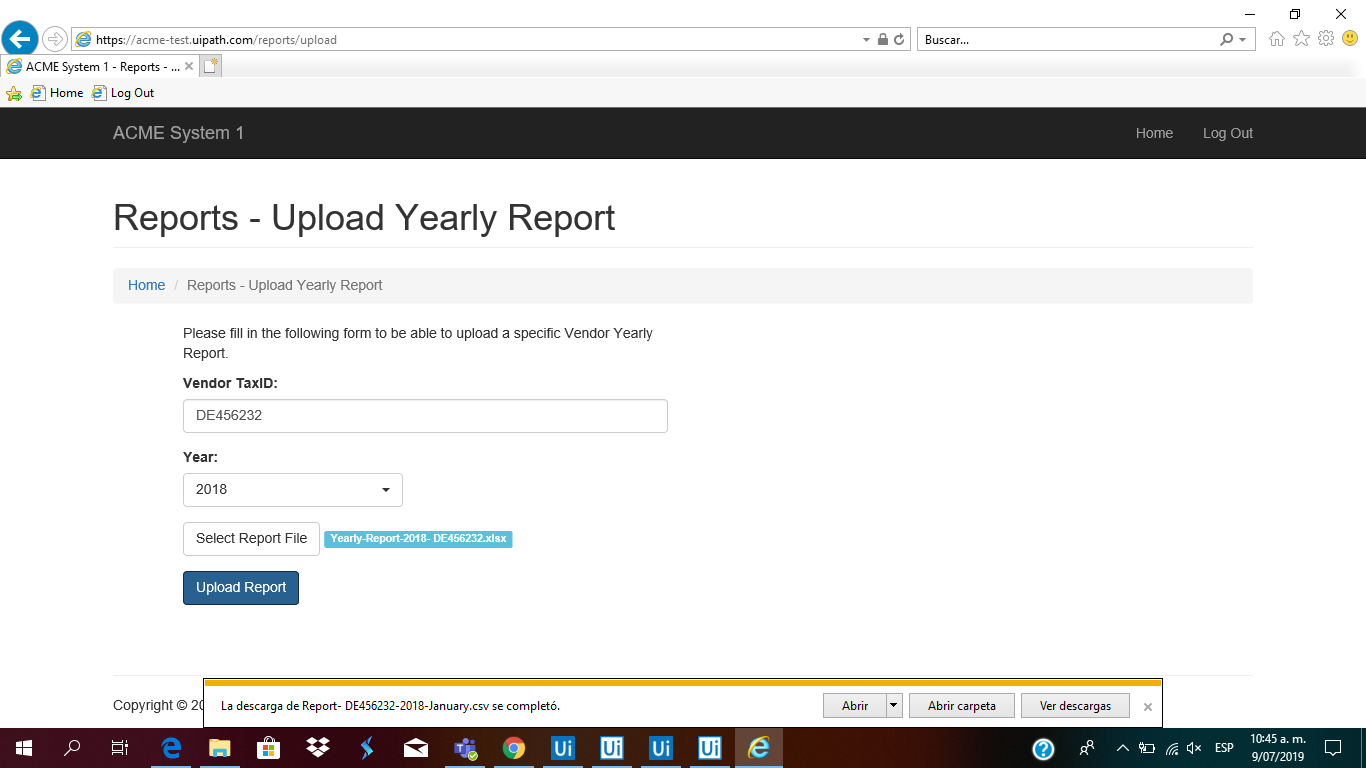 https://acme-test.uipath.com/reports/upload
Buscar...
ACME System 1 - Reports - ...
Home
Log Out
ACME System 1
Home
Log Out
Reports - Upload Yearly Report
Home / Reports - Upload Yearly Report
Please fill in the following form to be able to upload a specific Vendor Yearly
Report.
Vendor TaxID:
DE456232
Year:
2018
Select Report File
Yearly-Report-2018- DE456232.xlsx
Upload Report
Copyright © 20
La descarga de Report- DE456232-2018-January.csv se completó.
Abrir
Abrir carpeta
Ver descargas
Ui
Ui
Ui
Ui
ESP
10:45 a. m.
9/07/2019